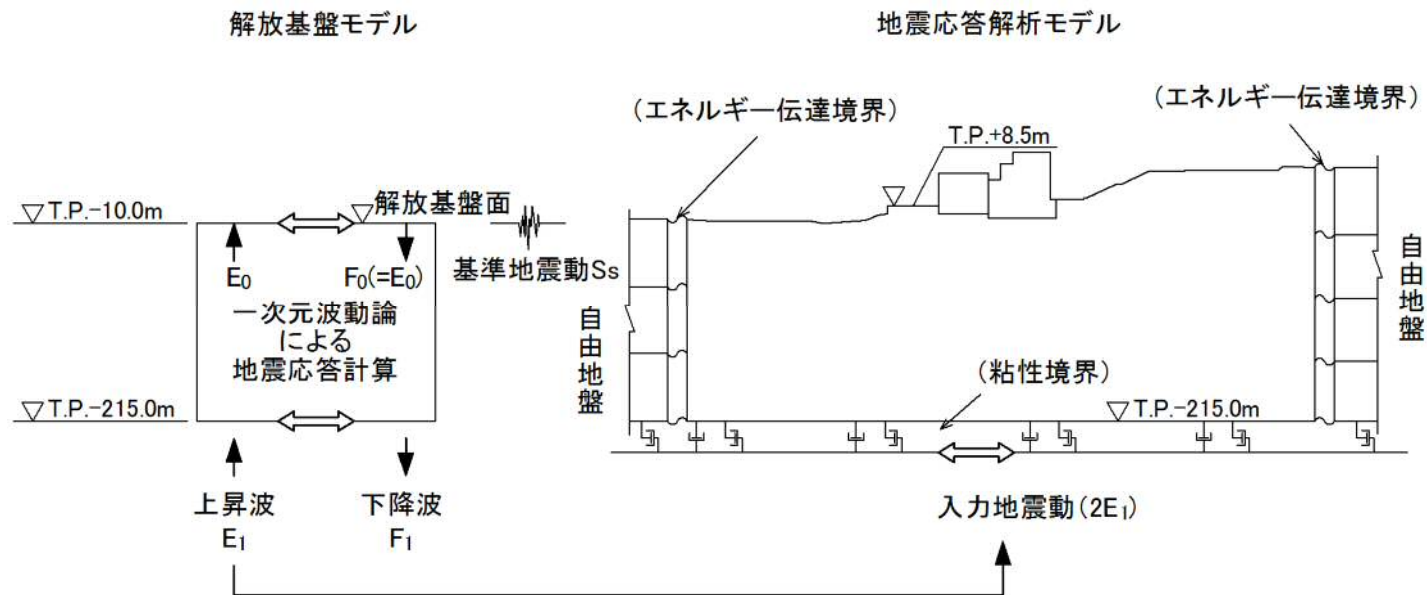 解放基盤モデル
地震応答解析モデル
(エネルギー伝達境界)
(エネルギー伝達境界)
T.P.+8.5m
T.P.-10.0m
解放基盤面
基準地震動Ss
E₀
F₀(=E₀)
一次元波動論
による
地震応答計算
自由地盤
自由地盤
(粘性境界)
T.P.-215.0m
T.P.-215.0m
上昇波
E₁
下降波
F₁
入力地震動(2E₁)